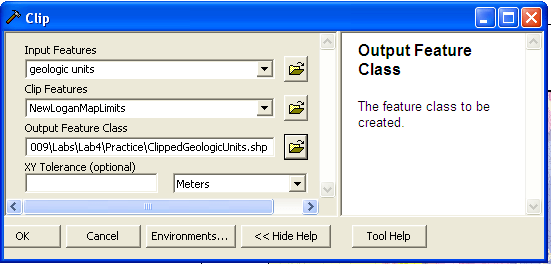 Clip
Input Features
geologic units
Clip Features
NewLoganMapLimits
Output Feature Class
009\Labs\Lab4\Practice\ClippedGeologicUnits.shp
XY Tolerance (optional)
Meters
Output Feature
Class
The feature class to be
created.
OK
Cancel
Environments...
<< Hide Help
Tool Help